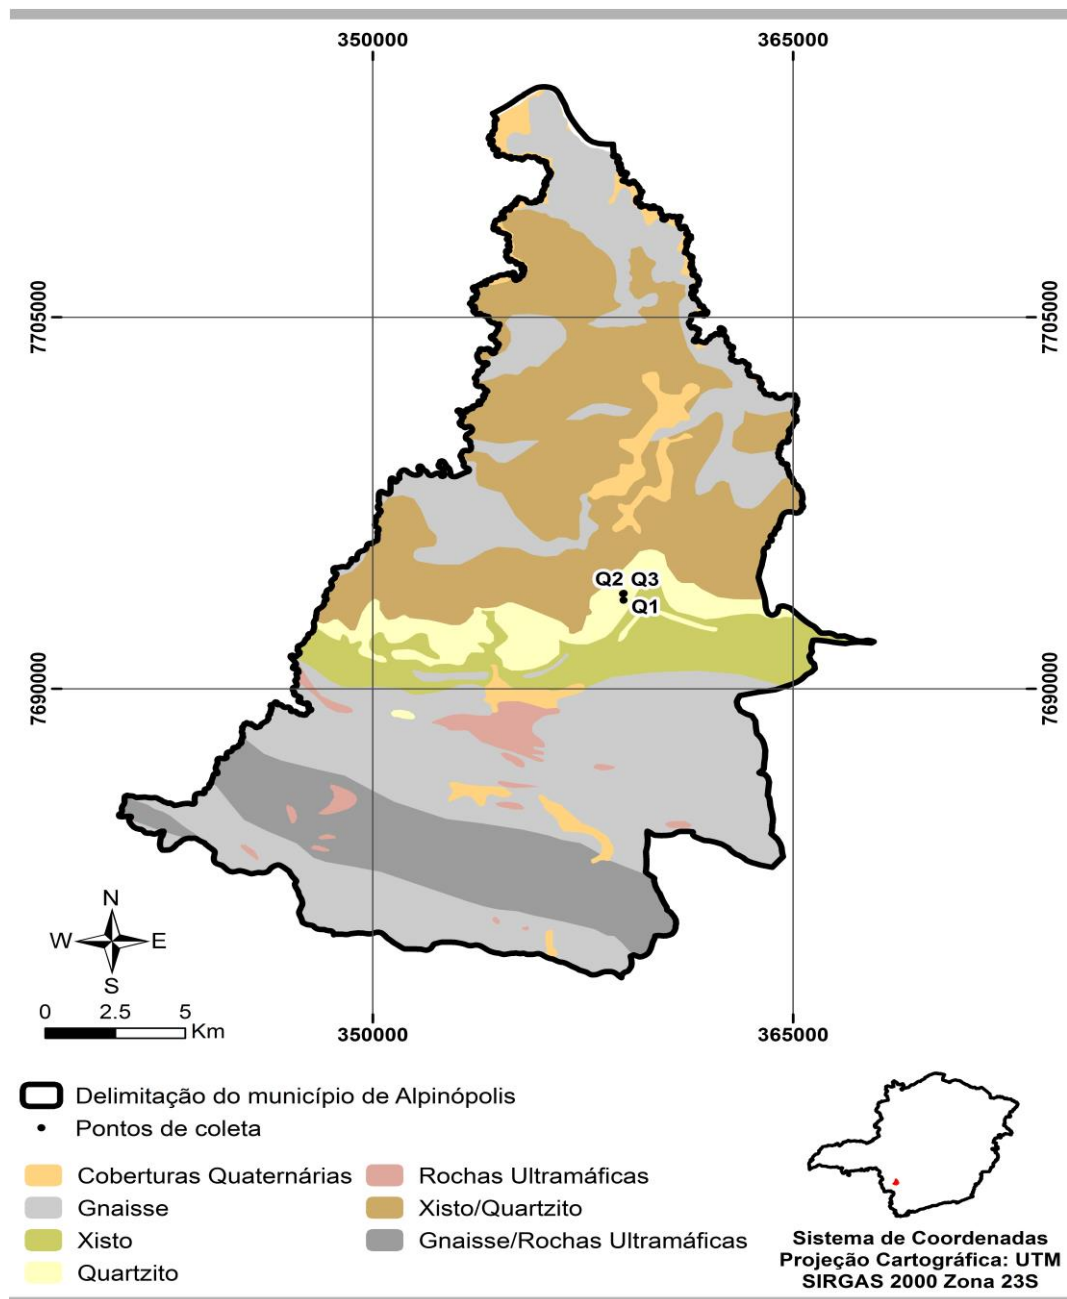 350000 365000
7705000 7705000
Q2 Q3
Q1
7690000 7690000
N
W E
S
0 2.5 5
Km
350000 365000
Delimitação do município de Alpinópolis
Pontos de coleta
Coberturas Quaternárias
Gnaisse
Xisto
Quartzito
Rochas Ultramáficas
Xisto/Quartzito
Gnaisse/Rochas Ultramáficas
Sistema de Coordenadas
Projeção Cartográfica: UTM
SIRGAS 2000 Zona 23S